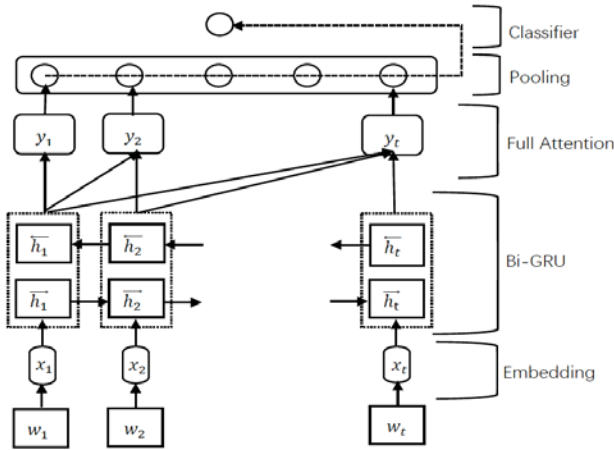 Classifier
Pooling
y₁ y₂ yₜ Full Attention
←h₁ ←h₂ ←hₜ
Bi-GRU
→h₁ →h₂ →hₜ
x₁ x₂ xₜ Embedding
w₁ w₂ wₜ